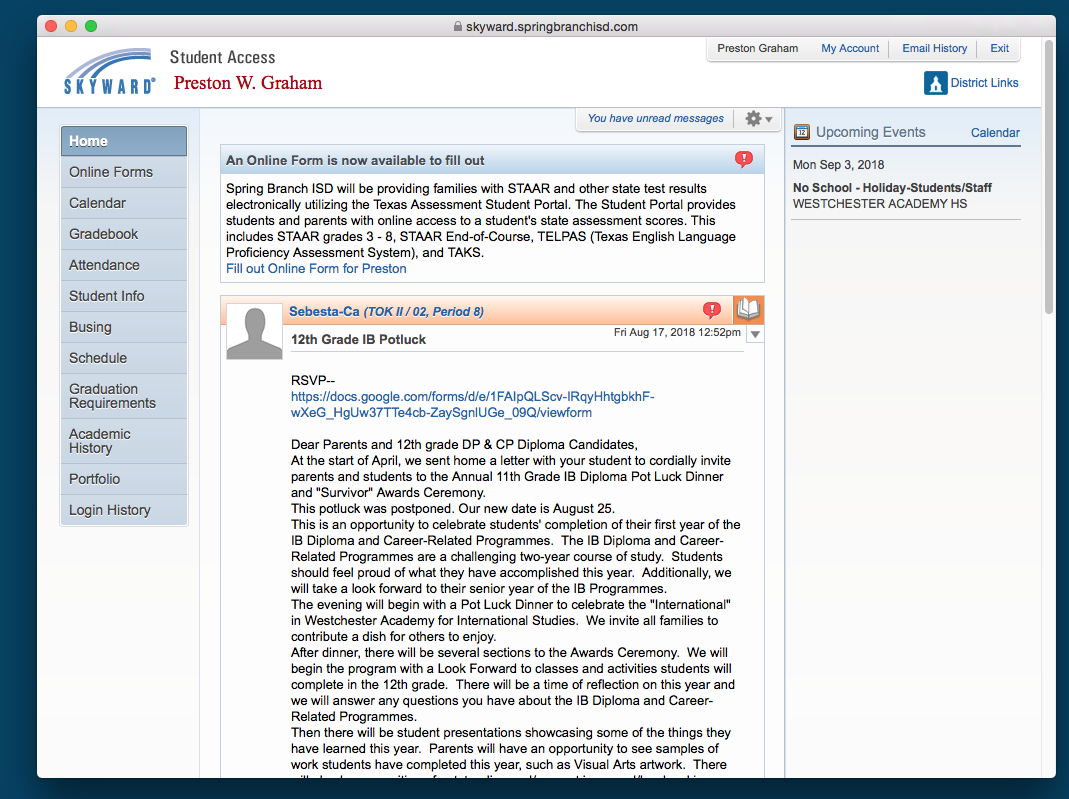 skyward.springbranchisd.com
SKYWARD®
Student Access
Preston W. Graham
Preston Graham
My Account
Email History
Exit
District Links
Home
Online Forms
Calendar
Gradebook
Attendance
Student Info
Busing
Schedule
Graduation
Requirements
Academic
History
Portfolio
Login History
You have unread messages
An Online Form is now available to fill out
Spring Branch ISD will be providing families with STAAR and other state test results
electronically utilizing the Texas Assessment Student Portal. The Student Portal provides
students and parents with online access to a student's state assessment scores. This
includes STAAR grades 3 - 8, STAAR End-of-Course, TELPAS (Texas English Language
Proficiency Assessment System), and TAKS.
Fill out Online Form for Preston
Sebesta-Ca (TOK II / 02, Period 8)
12th Grade IB Potluck
Fri Aug 17, 2018 12:52pm
RSVP--
https://docs.google.com/forms/d/e/1FAIpQLScv-lRqyHhtgbkhF-
wXeG_HgUw37TTe4cb-ZaySgnlUGe_09Q/viewform
Dear Parents and 12th grade DP & CP Diploma Candidates,
At the start of April, we sent home a letter with your student to cordially invite
parents and students to the Annual 11th Grade IB Diploma Pot Luck Dinner
and "Survivor" Awards Ceremony.
This potluck was postponed. Our new date is August 25.
This is an opportunity to celebrate students' completion of their first year of the
IB Diploma and Career-Related Programmes. The IB Diploma and Career-
Related Programmes are a challenging two-year course of study. Students
should feel proud of what they have accomplished this year. Additionally, we
will take a look forward to their senior year of the IB Programmes.
The evening will begin with a Pot Luck Dinner to celebrate the "International"
in Westchester Academy for International Studies. We invite all families to
contribute a dish for others to enjoy.
After dinner, there will be several sections to the Awards Ceremony. We will
begin the program with a Look Forward to classes and activities students will
complete in the 12th grade. There will be a time of reflection on this year and
we will answer any questions you have about the IB Diploma and Career-
Related Programmes.
Then there will be student presentations showcasing some of the things they
have learned this year. Parents will have an opportunity to see samples of
work students have completed this year, such as Visual Arts artwork. There
12
Upcoming Events
Calendar
Mon Sep 3, 2018
No School - Holiday-Students/Staff
WESTCHESTER ACADEMY HS